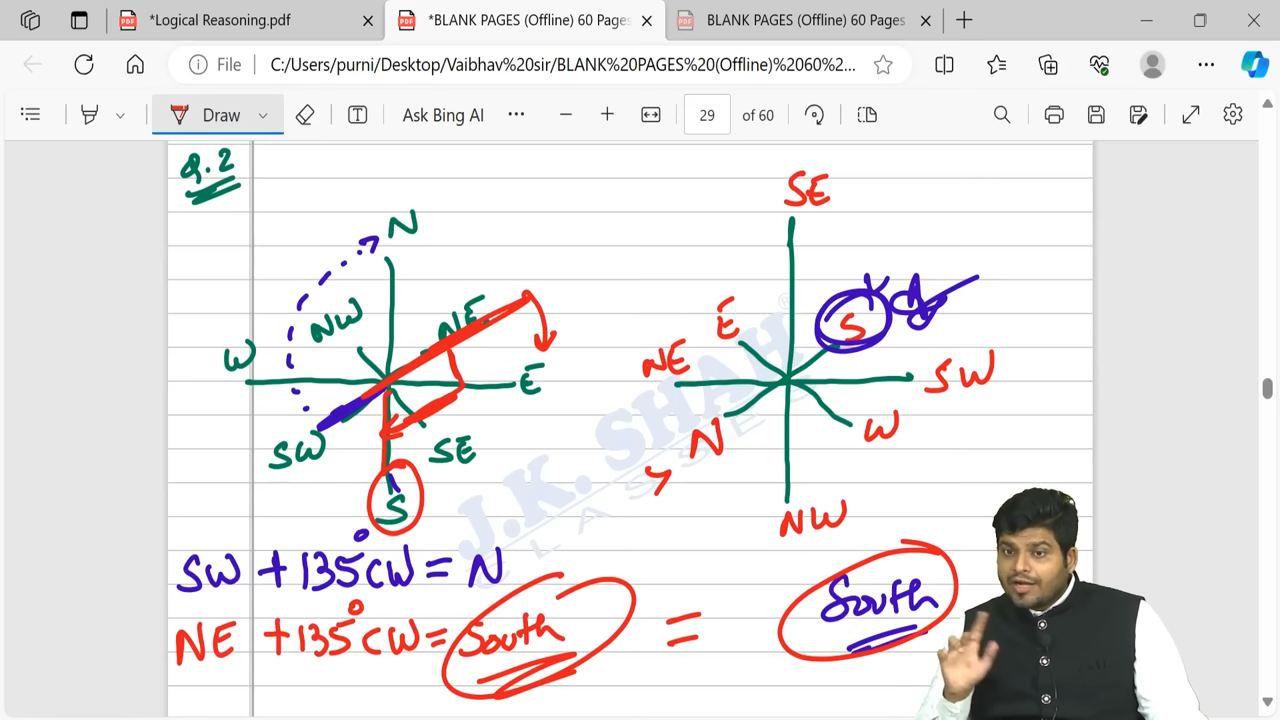 *Logical Reasoning.pdf
*BLANK PAGES (Offline) 60 Pages
BLANK PAGES (Offline) 60 Pages
File
C:/Users/purni/Desktop/Vaibhav%20sir/BLANK%20PAGES%20(Offline)%2060%2...
Draw
Ask Bing AI
29
of 60
Q.2
N
NW
NE
W
E
SW
SE
S
SE
E
S
NE
SW
N
W
NW
J.K. SHAH
CLASSES
SW + 135° CW = N
NE + 135° CW = South = South